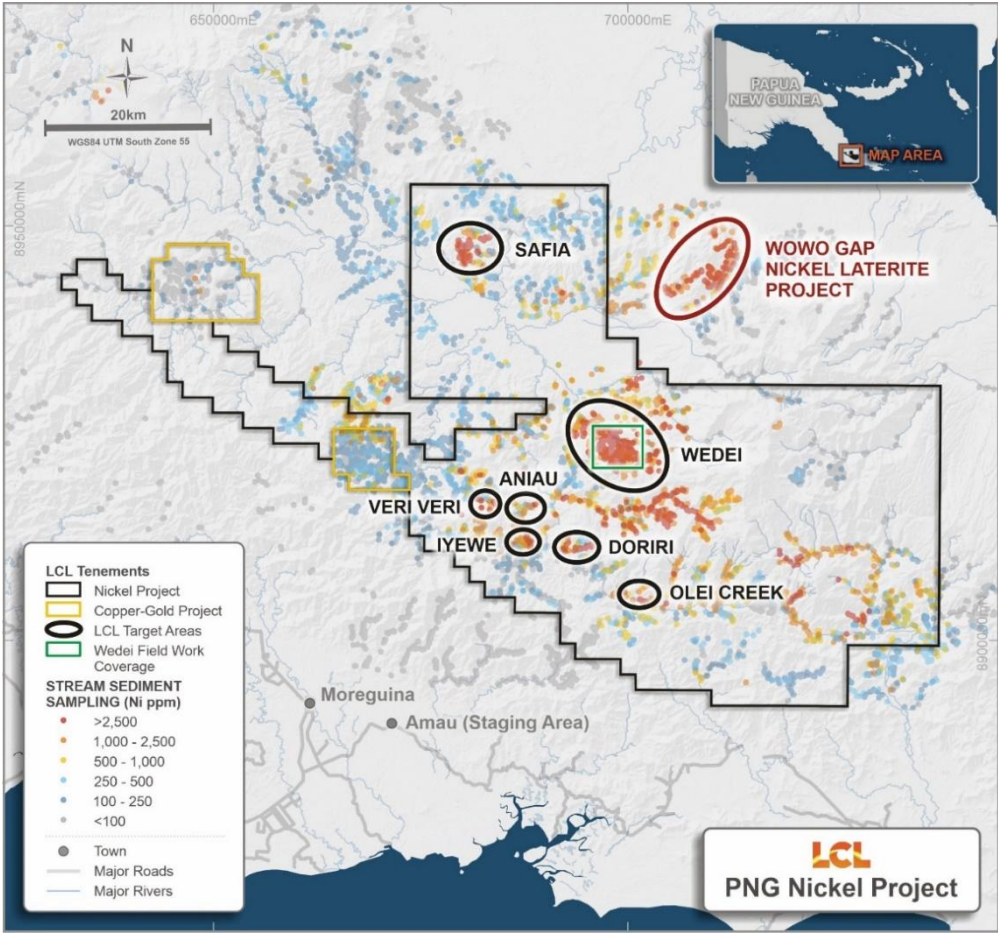 650000mE
700000mE
N
20km
WGS84 UTM South Zone 55
PAPUA
NEW GUINEA
MAP AREA
8950000mN
SAFIA
WOWO GAP
NICKEL LATERITE
PROJECT
WEDEI
ANIAU
VERI VERI
IYEWE
DORIRI
OLEI CREEK
8900000mN
LCL Tenements
Nickel Project
Copper-Gold Project
LCL Target Areas
Wedei Field Work
Coverage
STREAM SEDIMENT
SAMPLING (Ni ppm)
>2,500
1,000 - 2,500
500 - 1,000
250 - 500
100 - 250
<100
Town
Major Roads
Major Rivers
Moreguina
Amau (Staging Area)
LCL
PNG Nickel Project